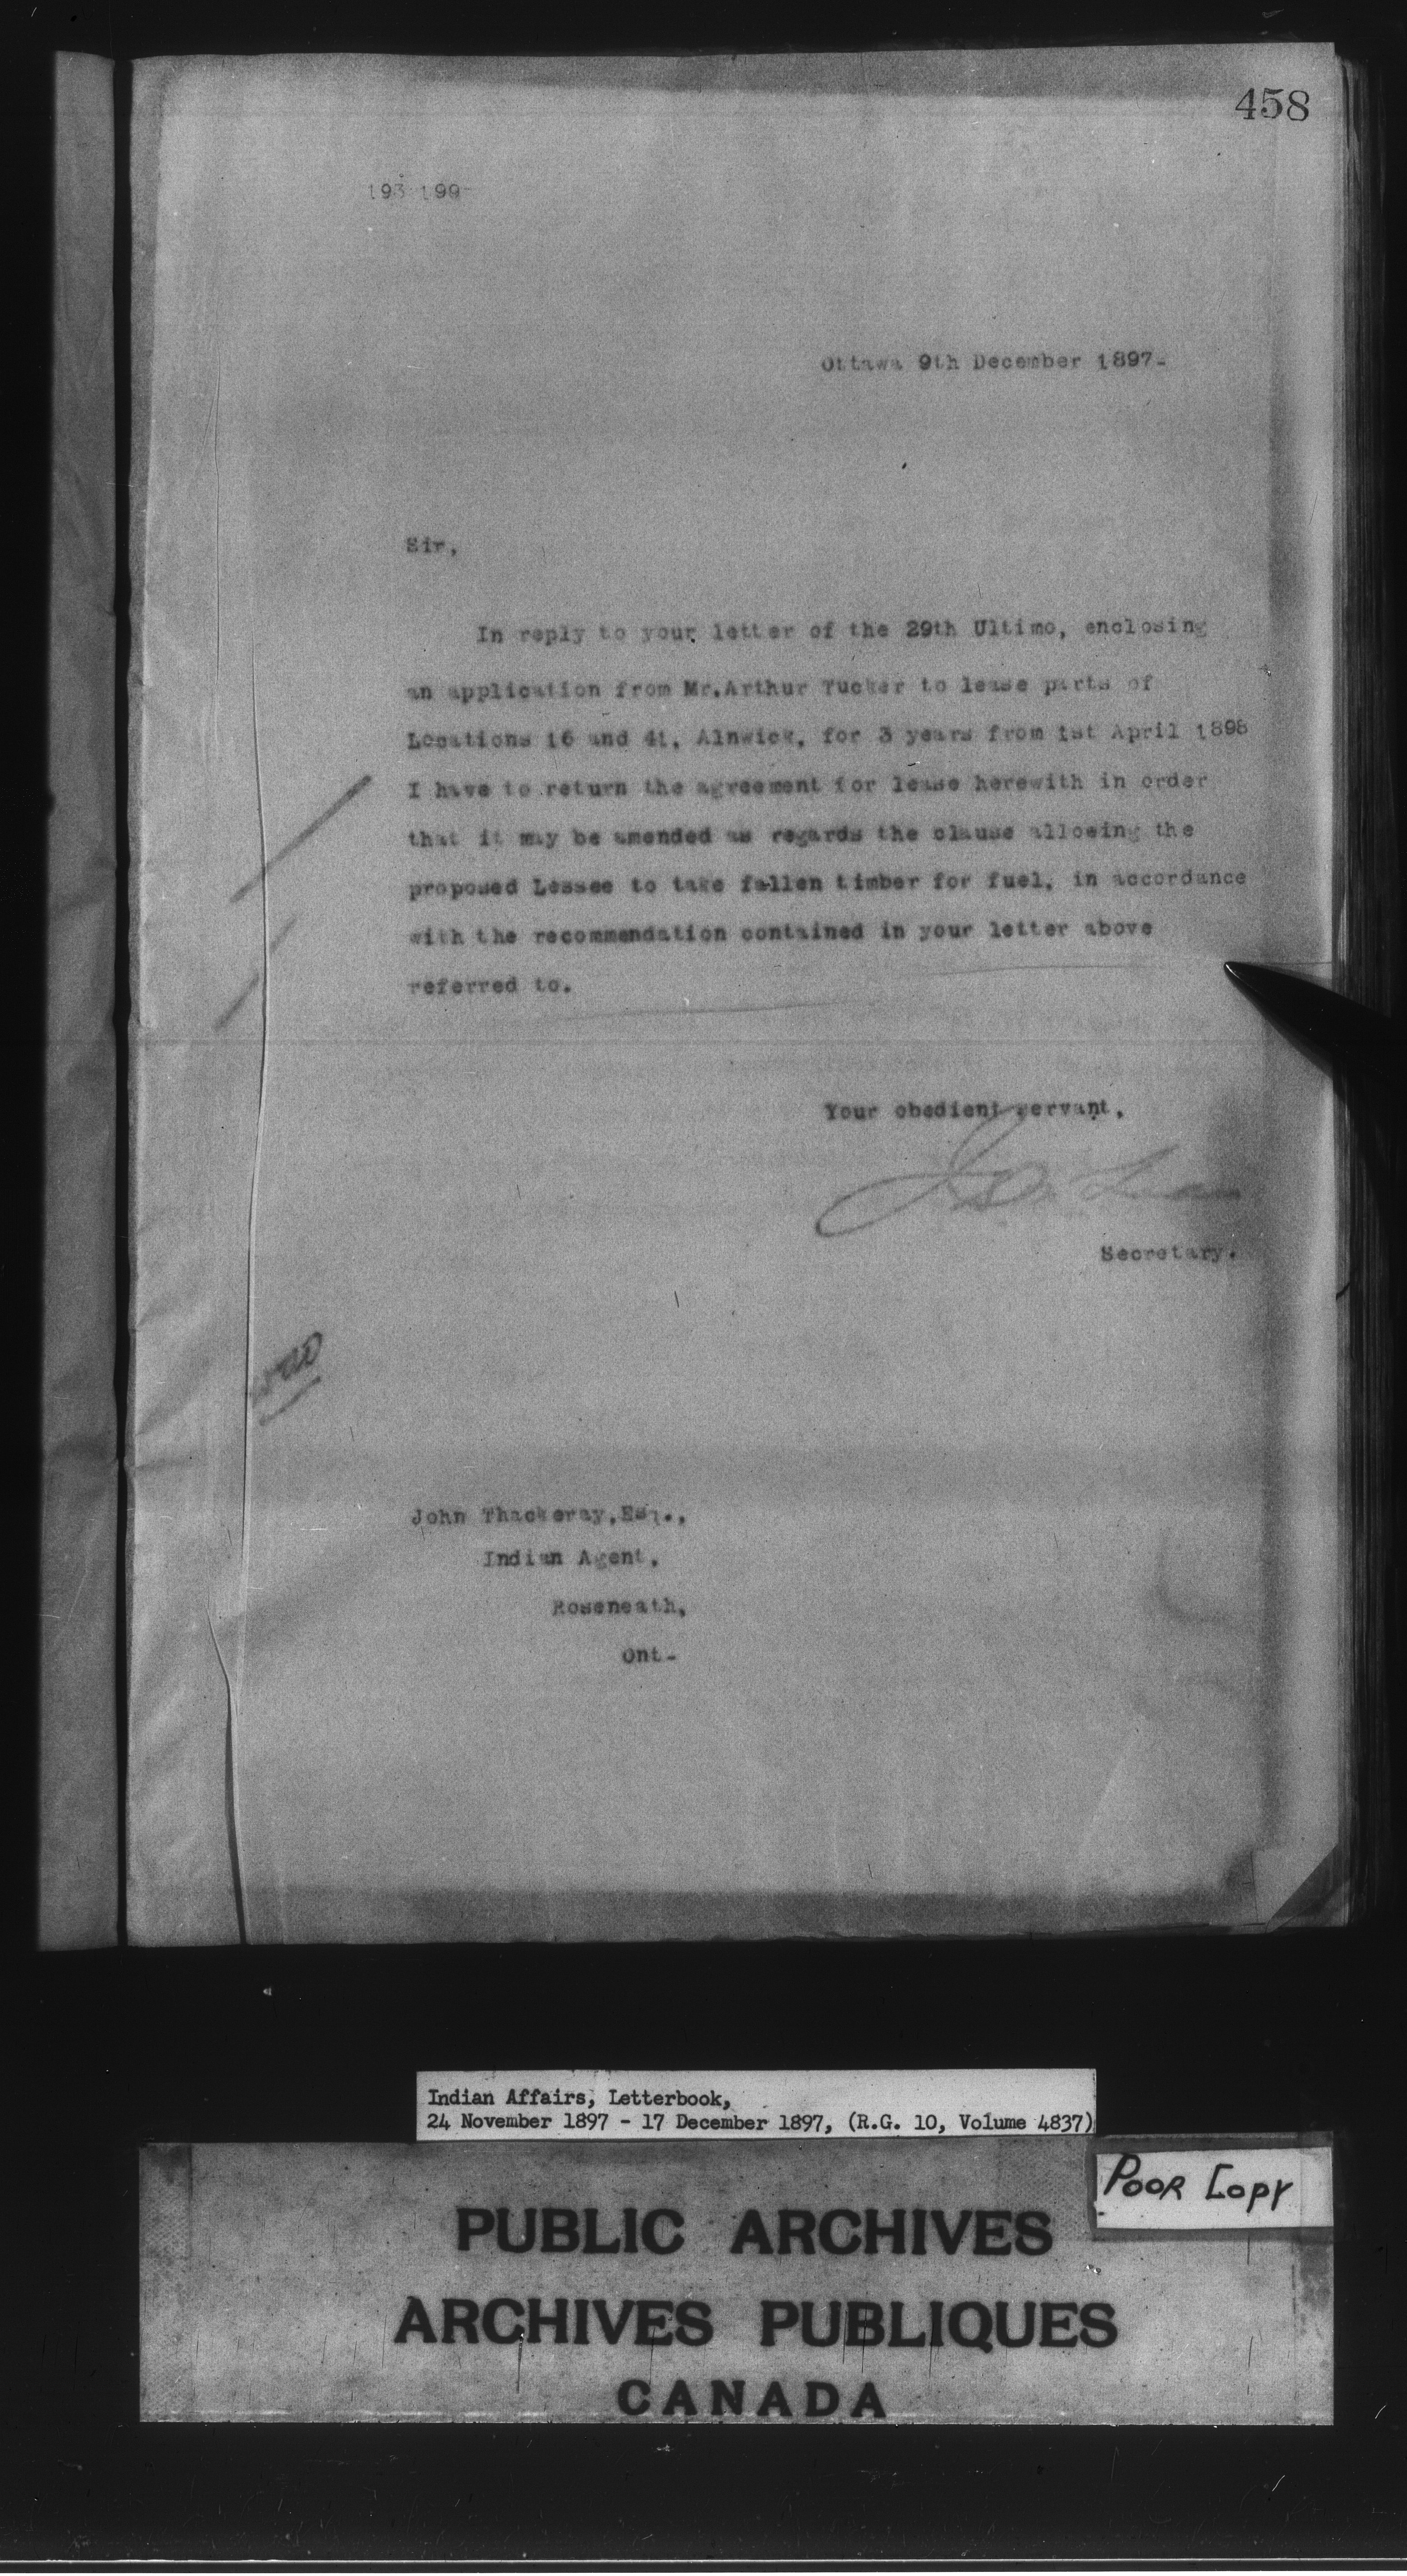 458
193 199
Ottawa 9th December 1897-
Sir,
In reply to your letter of the 29th Ultimo, enclosing
an application from Mr.Arthur Tucker to lease parts of
Locations 16 and 41, Alnwick, for 3 years from 1st April 1898
I have to return the agreement for lease herewith in order
that it may be amended as regards the clause allowing the
proposed Lessee to take fallen timber for fuel, in accordance
with the recommendation contained in your letter above
referred to.
Your obedient servant,
Secretary.
John Thackeray,Esq.,
Indian Agent,
Roseneath,
Ont-
Indian Affairs, Letterbook,
24 November 1897 - 17 December 1897, (R.G. 10, Volume 4837)
Poor Copy
PUBLIC ARCHIVES
ARCHIVES PUBLIQUES
CANADA